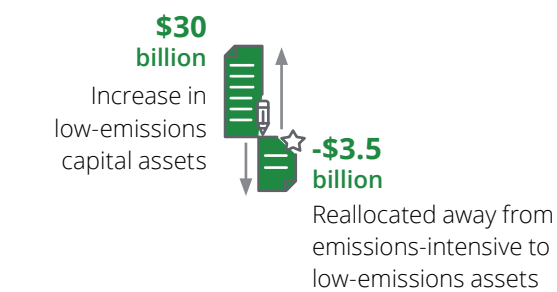 $30
billion
Increase in
low-emissions
capital assets
-$3.5
billion
Reallocated away from
emissions-intensive to
low-emissions assets